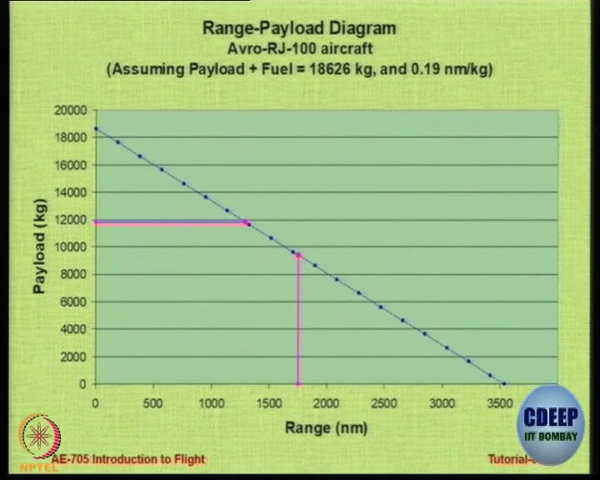 Range-Payload Diagram
Avro-RJ-100 aircraft
(Assuming Payload + Fuel = 18626 kg, and 0.19 nm/kg)
20000
18000
16000
14000
12000
10000
8000
6000
4000
2000
0
Payload (kg)
0 500 1000 1500 2000 2500 3000 3500
Range (nm)
CDEEP
IIT BOMBAY
NPTEL
AE-705 Introduction to Flight